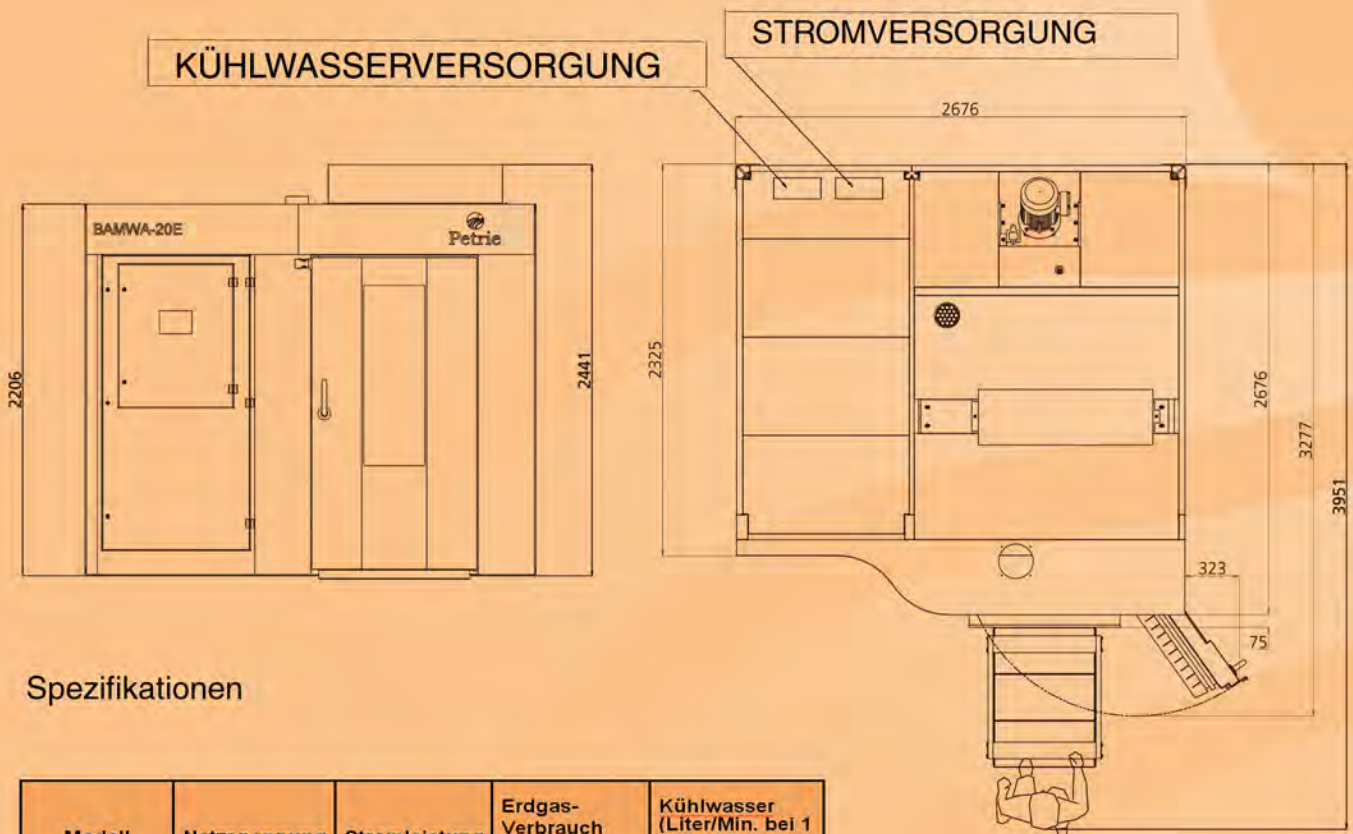 KÜHLWASSERVERSORGUNG
STROMVERSORGUNG
2676
BAMWA-20E
Petrie
2206
2441
2325
2676
3277
3951
323
75
Spezifikationen
Modell
Netzspannung
Stromleistung
Erdgas-
Verbrauch
Kühlwasser
(Liter/Min. bei 1